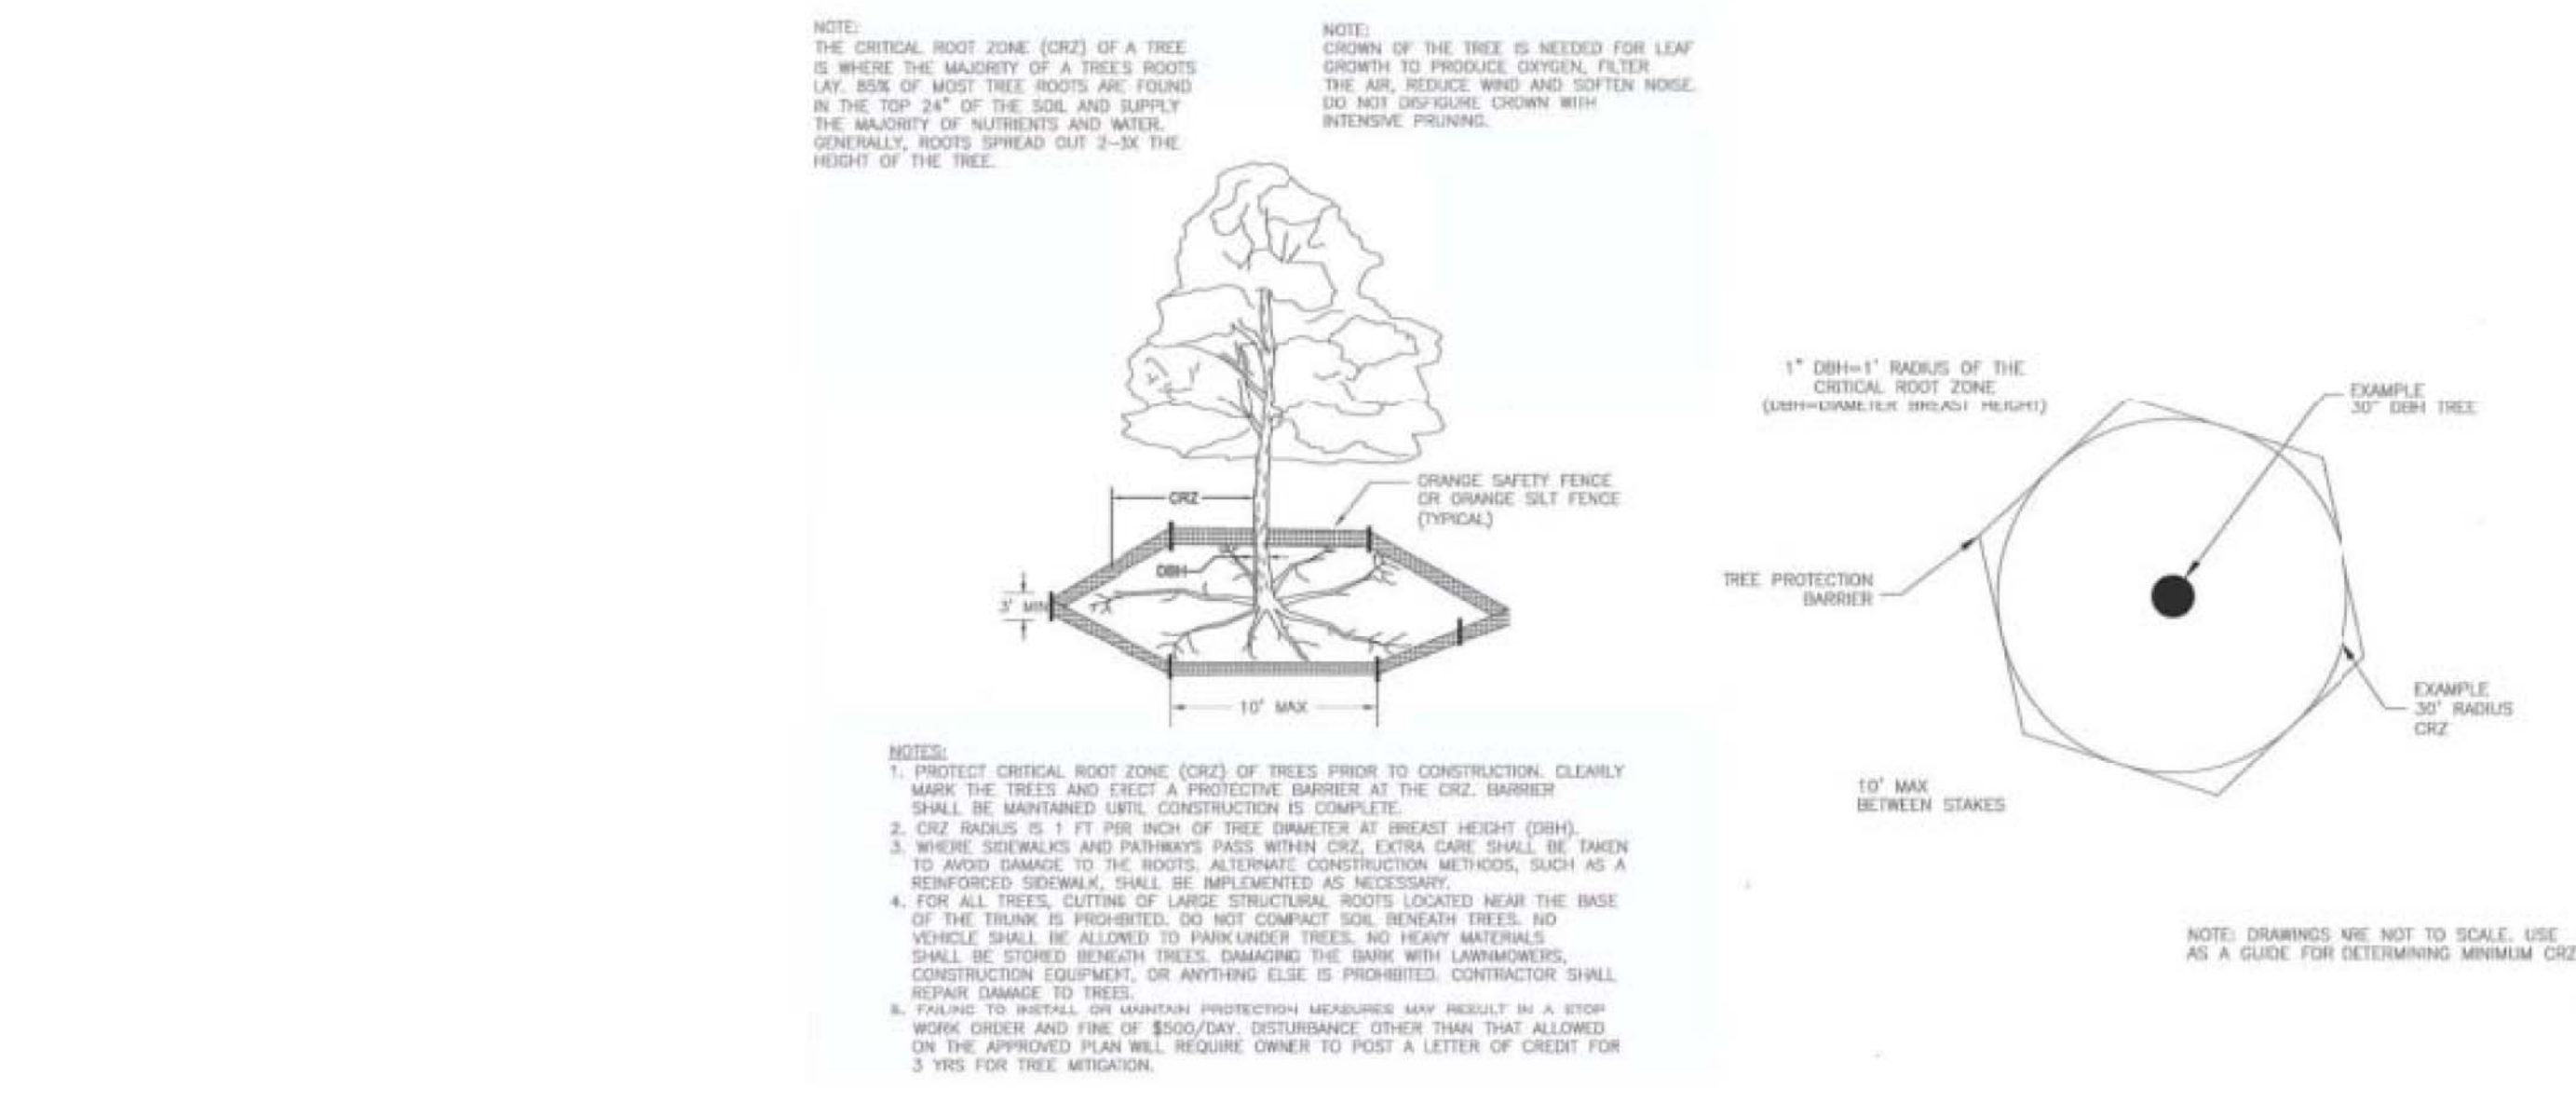 NOTE:
THE CRITICAL ROOT ZONE (CRZ) OF A TREE
IS WHERE THE MAJORITY OF A TREES ROOTS
LAY. 85% OF MOST TREE ROOTS ARE FOUND
IN THE TOP 24" OF THE SOIL AND SUPPLY
THE MAJORITY OF NUTRIENTS AND WATER.
GENERALLY, ROOTS SPREAD OUT 2-3X THE
HEIGHT OF THE TREE.
NOTE:
CROWN OF THE TREE IS NEEDED FOR LEAF
GROWTH TO PRODUCE OXYGEN, FILTER
THE AIR, REDUCE WIND AND SOFTEN NOISE.
DO NOT DISFIGURE CROWN WITH
INTENSIVE PRUNING.
CRZ
ORANGE SAFETY FENCE
OR ORANGE SILT FENCE
(TYPICAL)
DBH
3' MIN
10' MAX
1" DBH=1' RADIUS OF THE
CRITICAL ROOT ZONE
(DBH=DIAMETER BREAST HEIGHT)
EXAMPLE
30" DBH TREE
TREE PROTECTION
BARRIER
EXAMPLE
30' RADIUS
CRZ
10' MAX
BETWEEN STAKES
NOTES:
1. PROTECT CRITICAL ROOT ZONE (CRZ) OF TREES PRIOR TO CONSTRUCTION. CLEARLY
MARK THE TREES AND ERECT A PROTECTIVE BARRIER AT THE CRZ. BARRIER
SHALL BE MAINTAINED UNTIL CONSTRUCTION IS COMPLETE.
2. CRZ RADIUS IS 1 FT PER INCH OF TREE DIAMETER AT BREAST HEIGHT (DBH).
3. WHERE SIDEWALKS AND PATHWAYS PASS WITHIN CRZ, EXTRA CARE SHALL BE TAKEN
TO AVOID DAMAGE TO THE ROOTS. ALTERNATE CONSTRUCTION METHODS, SUCH AS A
REINFORCED SIDEWALK, SHALL BE IMPLEMENTED AS NECESSARY.
4. FOR ALL TREES, CUTTING OF LARGE STRUCTURAL ROOTS LOCATED NEAR THE BASE
OF THE TRUNK IS PROHIBITED. DO NOT COMPACT SOIL BENEATH TREES. NO
VEHICLE SHALL BE ALLOWED TO PARK UNDER TREES. NO HEAVY MATERIALS
SHALL BE STORED BENEATH TREES. DAMAGING THE BARK WITH LAWNMOWERS,
CONSTRUCTION EQUIPMENT, OR ANYTHING ELSE IS PROHIBITED. CONTRACTOR SHALL
REPAIR DAMAGE TO TREES.
5. FAILING TO INSTALL OR MAINTAIN PROTECTION MEASURES MAY RESULT IN A STOP
WORK ORDER AND FINE OF $500/DAY. DISTURBANCE OTHER THAN THAT ALLOWED
ON THE APPROVED PLAN WILL REQUIRE OWNER TO POST A LETTER OF CREDIT FOR
3 YRS FOR TREE MITIGATION.
NOTE: DRAWINGS ARE NOT TO SCALE. USE
AS A GUIDE FOR DETERMINING MINIMUM CRZ